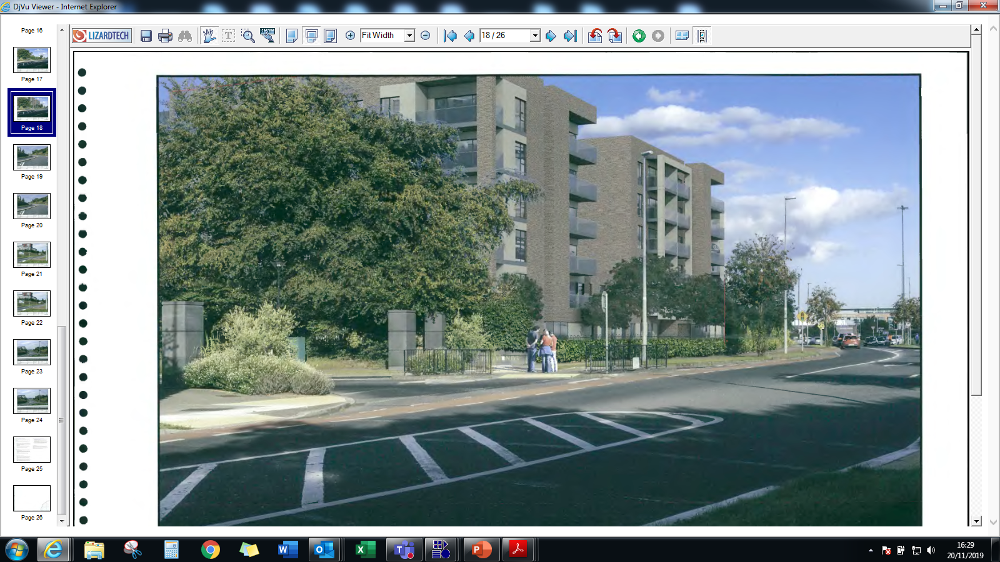 DjVu Viewer - Internet Explorer
LIZARDTECH
Fit Width
18 / 26
Page 16
Page 17
Page 18
Page 19
Page 20
Page 21
Page 22
Page 23
Page 24
Page 25
Page 26
16:29
20/11/2019